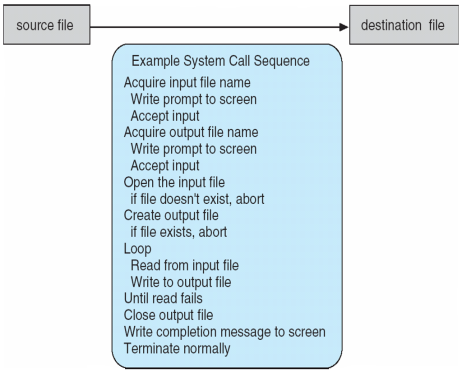 source file
destination file
Example System Call Sequence
Acquire input file name
Write prompt to screen
Accept input
Acquire output file name
Write prompt to screen
Accept input
Open the input file
if file doesn't exist, abort
Create output file
if file exists, abort
Loop
Read from input file
Write to output file
Until read fails
Close output file
Write completion message to screen
Terminate normally